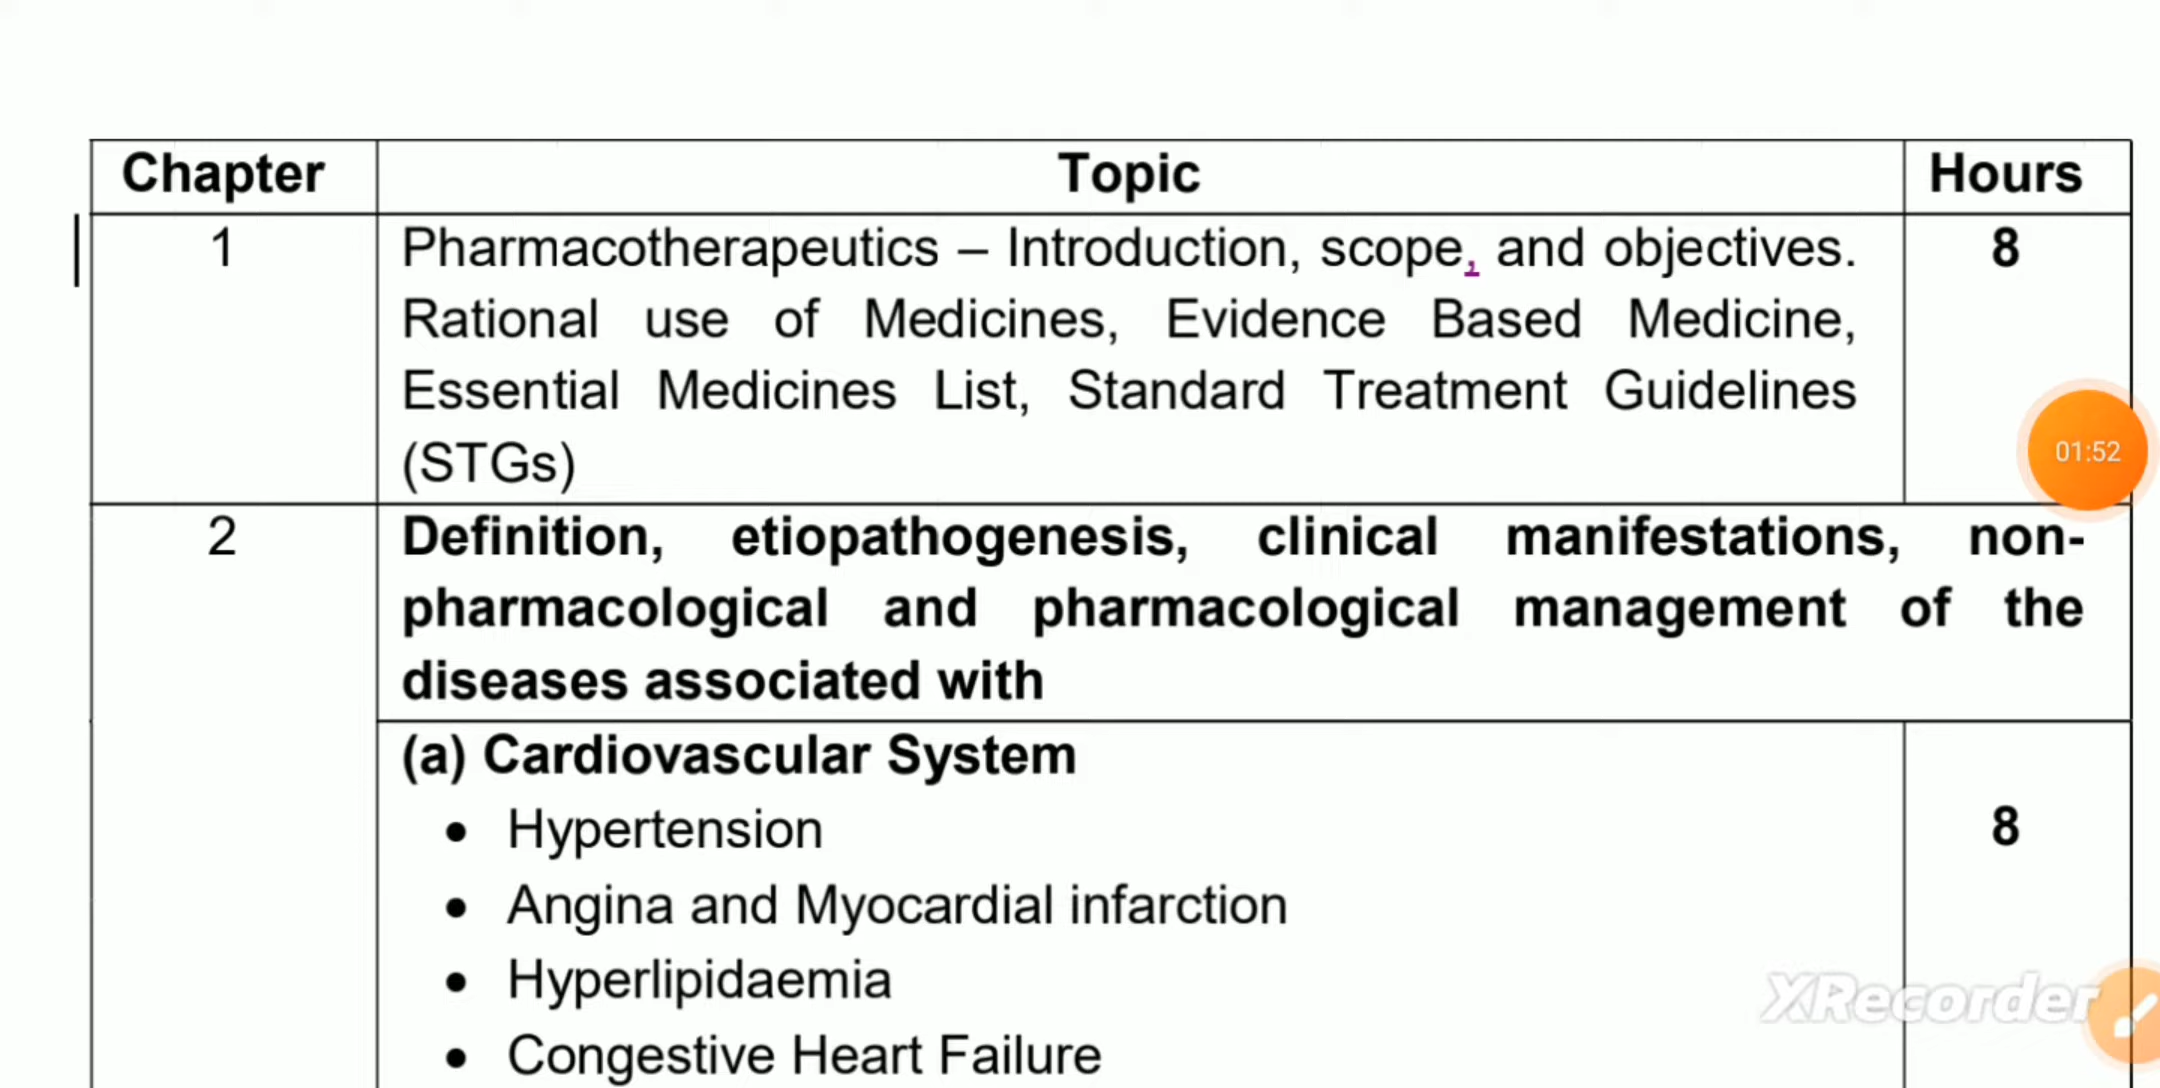 Chapter Topic Hours
1 Pharmacotherapeutics – Introduction, scope, and objectives. 8
Rational use of Medicines, Evidence Based Medicine,
Essential Medicines List, Standard Treatment Guidelines
(STGs)
01:52
2 Definition, etiopathogenesis, clinical manifestations, non-
pharmacological and pharmacological management of the
diseases associated with
(a) Cardiovascular System
• Hypertension 8
• Angina and Myocardial infarction
• Hyperlipidaemia
XRecorder
• Congestive Heart Failure